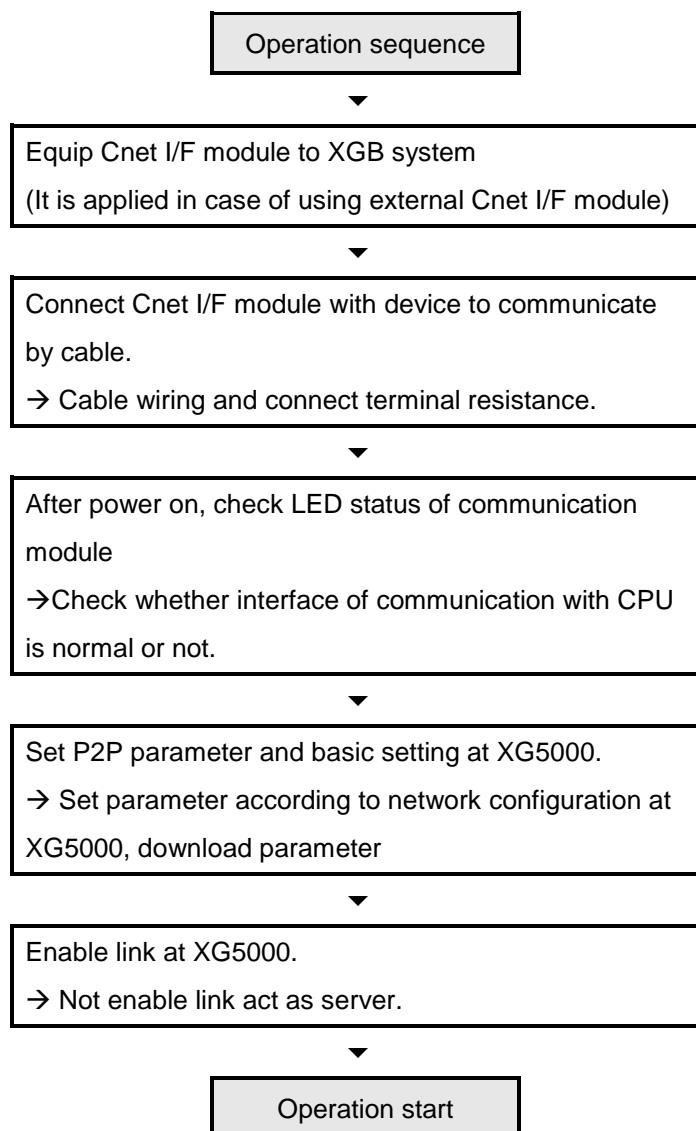 Operation sequence
Equip Cnet I/F module to XGB system
(It is applied in case of using external Cnet I/F module)
Connect Cnet I/F module with device to communicate
by cable.
→ Cable wiring and connect terminal resistance.
After power on, check LED status of communication
module
→Check whether interface of communication with CPU
is normal or not.
Set P2P parameter and basic setting at XG5000.
→ Set parameter according to network configuration at
XG5000, download parameter
Enable link at XG5000.
→ Not enable link act as server.
Operation start